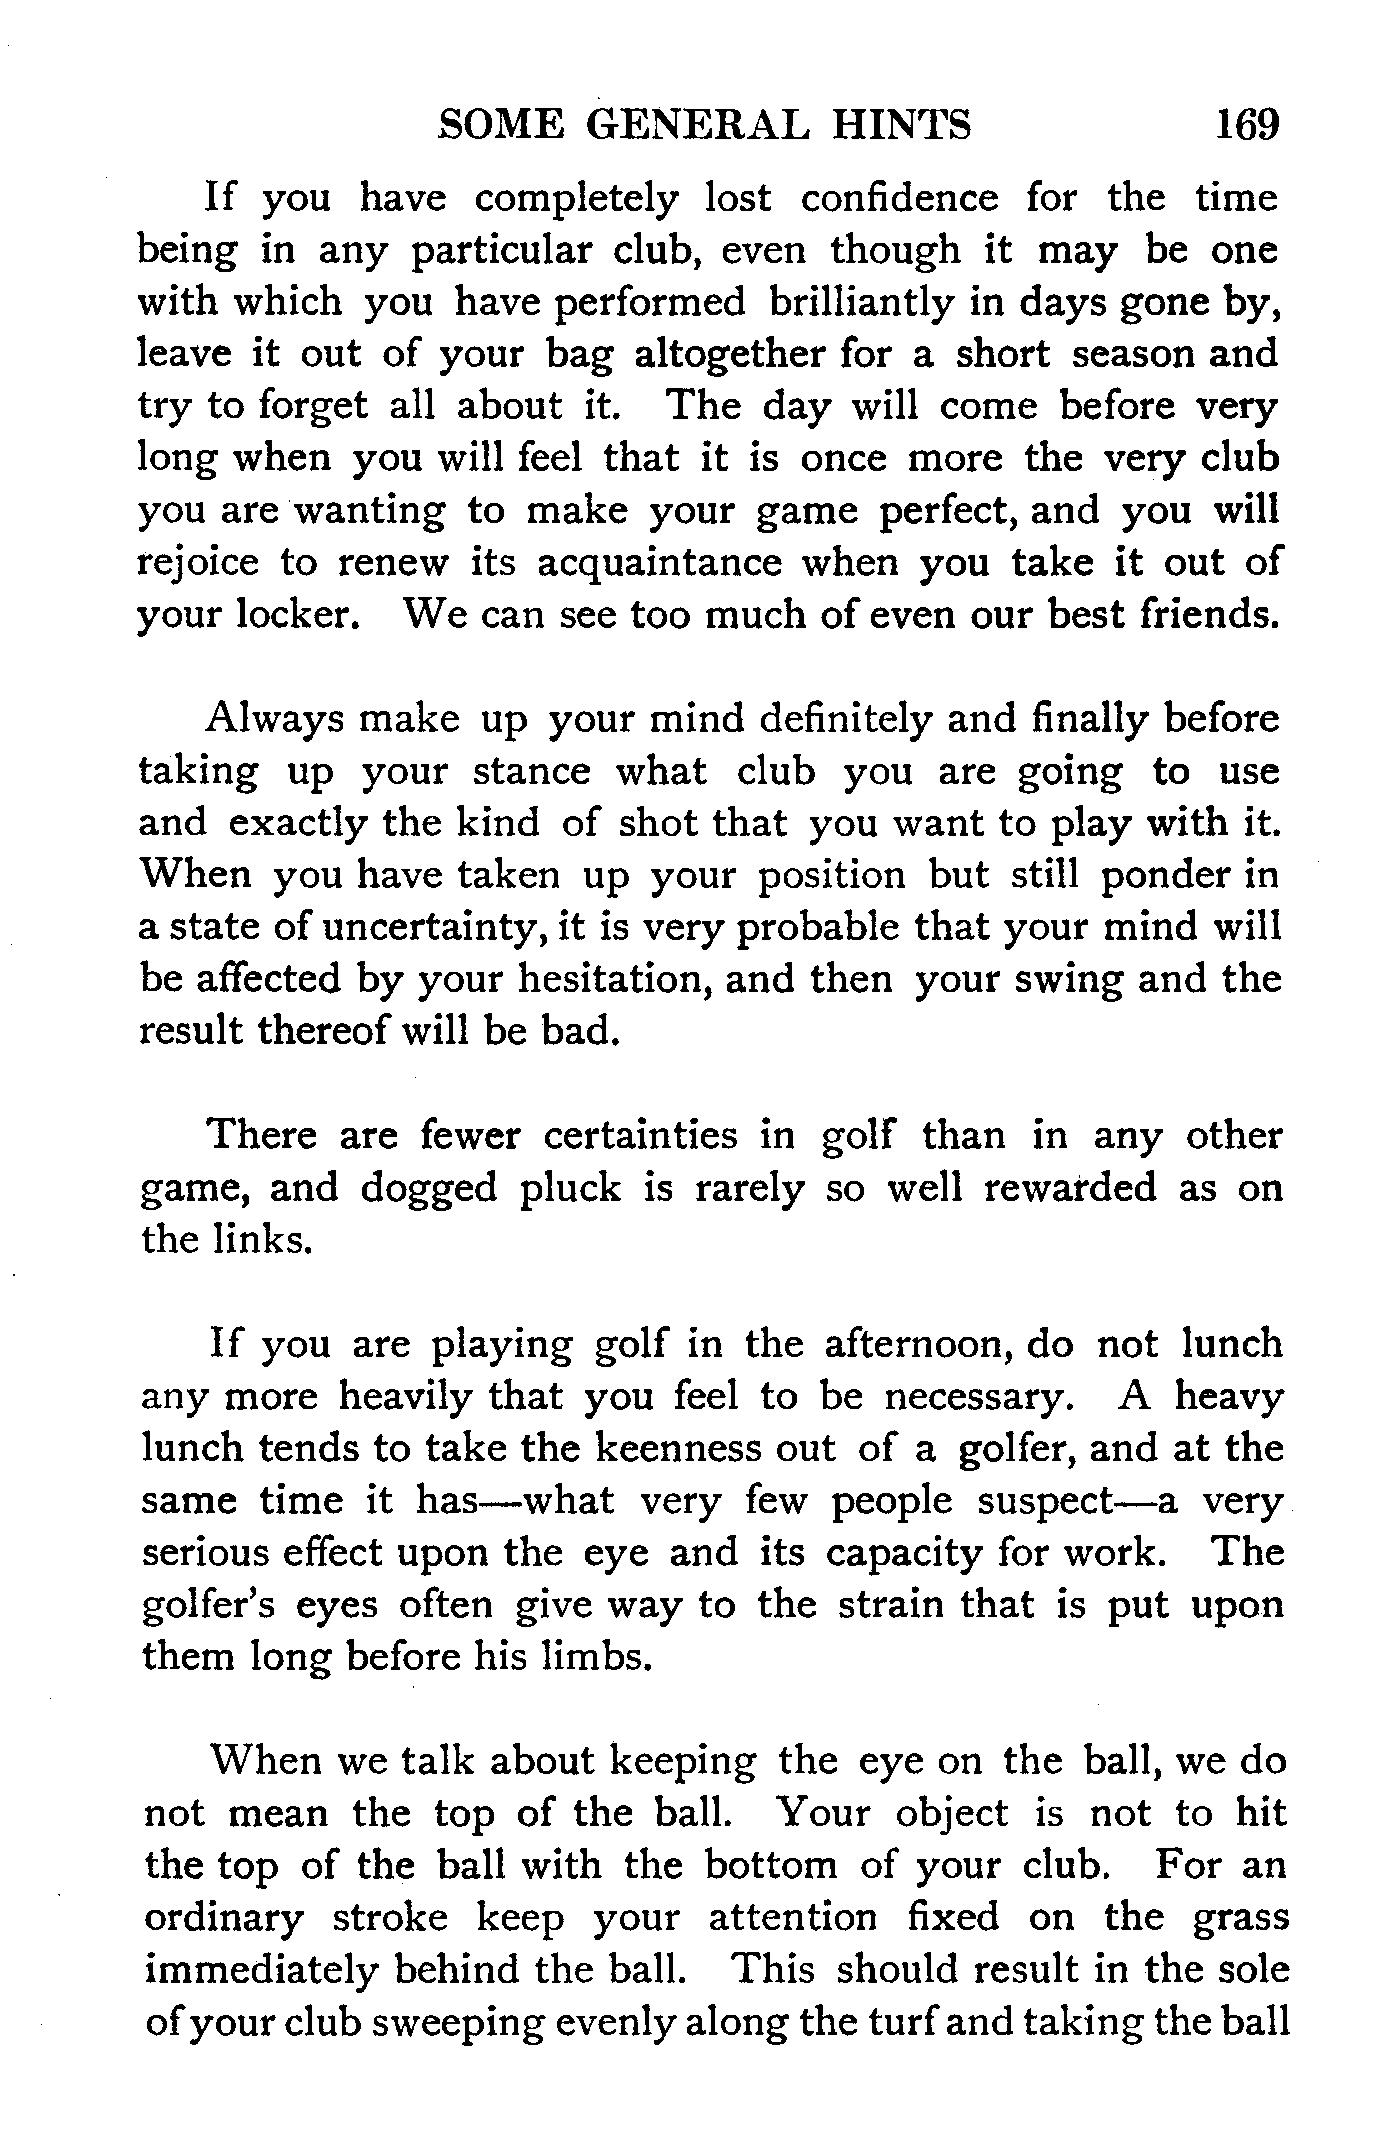 SOME GENERAL HINTS 169
If you have completely lost confidence for the time
being in any particular club, even though it may be one
with which you have performed brilliantly in days gone by,
leave it out of your bag altogether for a short season and
try to forget all about it. The day will come before very
long when you will feel that it is once more the very club
you are wanting to make your game perfect, and you will
rejoice to renew its acquaintance when you take it out of
your locker. We can see too much of even our best friends.
Always make up your mind definitely and finally before
taking up your stance what club you are going to use
and exactly the kind of shot that you want to play with it.
When you have taken up your position but still ponder in
a state of uncertainty, it is very probable that your mind will
be affected by your hesitation, and then your swing and the
result thereof will be bad.
There are fewer certainties in golf than in any other
game, and dogged pluck is rarely so well rewarded as on
the links.
If you are playing golf in the afternoon, do not lunch
any more heavily that you feel to be necessary. A heavy
lunch tends to take the keenness out of a golfer, and at the
same time it has—what very few people suspect—a very
serious effect upon the eye and its capacity for work. The
golfer's eyes often give way to the strain that is put upon
them long before his limbs.
When we talk about keeping the eye on the ball, we do
not mean the top of the ball. Your object is not to hit
the top of the ball with the bottom of your club. For an
ordinary stroke keep your attention fixed on the grass
immediately behind the ball. This should result in the sole
of your club sweeping evenly along the turf and taking the ball